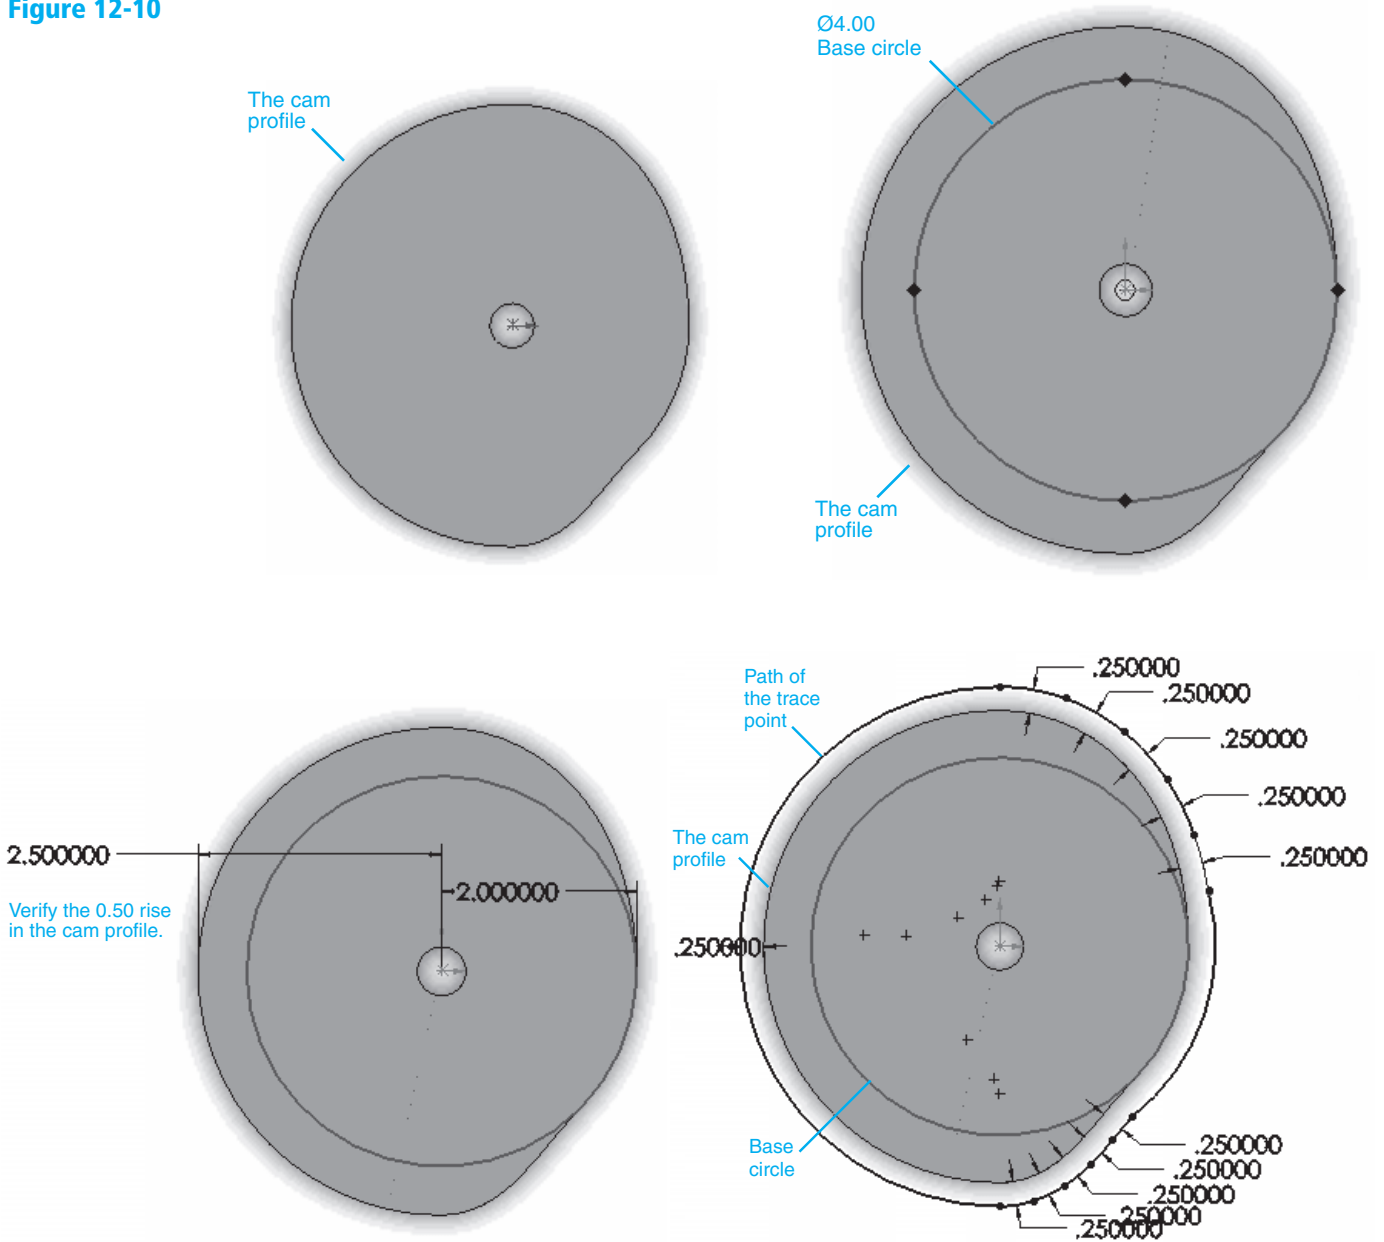 Figure 12-10
The cam
profile
Ø4.00
Base circle
The cam
profile
2.500000
2.000000
Verify the 0.50 rise
in the cam profile.
Path of
the trace
point
The cam
profile
Base
circle
.250000
.250000
.250000
.250000
.250000
.250000
.250000
.250000
.250000
.250000
.250000